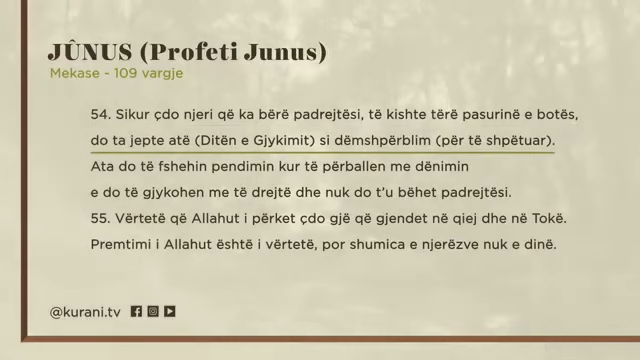 JÛNUS (Profeti Junus)
Mekase - 109 vargje
54. Sikur çdo njeri që ka bërë padrejtësi, të kishte tërë pasurinë e botës,
do ta jepte atë (Ditën e Gjykimit) si dëmshpërblim (për të shpëtuar).
Ata do të fshehin pendimin kur të përballen me dënimin
e do të gjykohen me të drejtë dhe nuk do t'u bëhet padrejtësi.
55. Vërtetë që Allahut i përket çdo gjë që gjendet në qiej dhe në Tokë.
Premtimi i Allahut është i vërtetë, por shumica e njerëzve nuk e dinë.
@kurani.tv